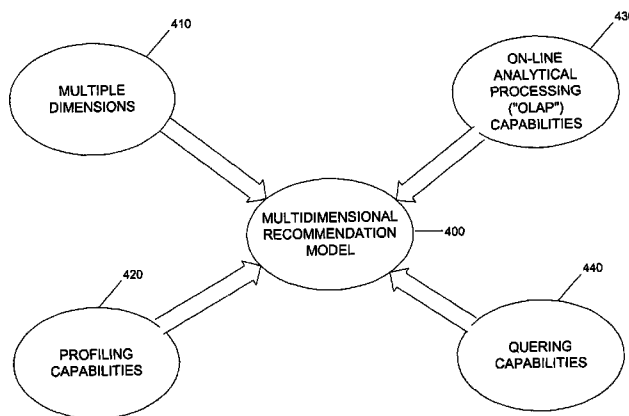 410
MULTIPLE
DIMENSIONS
430
ON-LINE
ANALYTICAL
PROCESSING
("OLAP")
CAPABILITIES
MULTIDIMENSIONAL
RECOMMENDATION
MODEL
400
420
PROFILING
CAPABILITIES
440
QUERING
CAPABILITIES